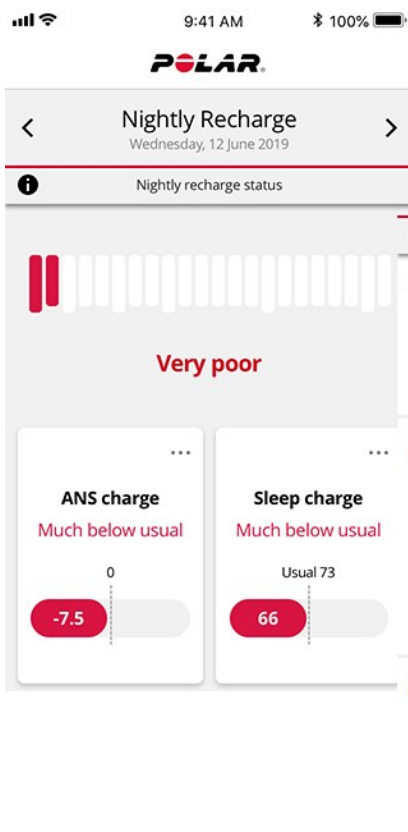 9:41 AM 100%
POLAR.
Nightly Recharge
Wednesday, 12 June 2019
Nightly recharge status
Very poor
ANS charge
Much below usual
0
-7.5
Sleep charge
Much below usual
Usual 73
66